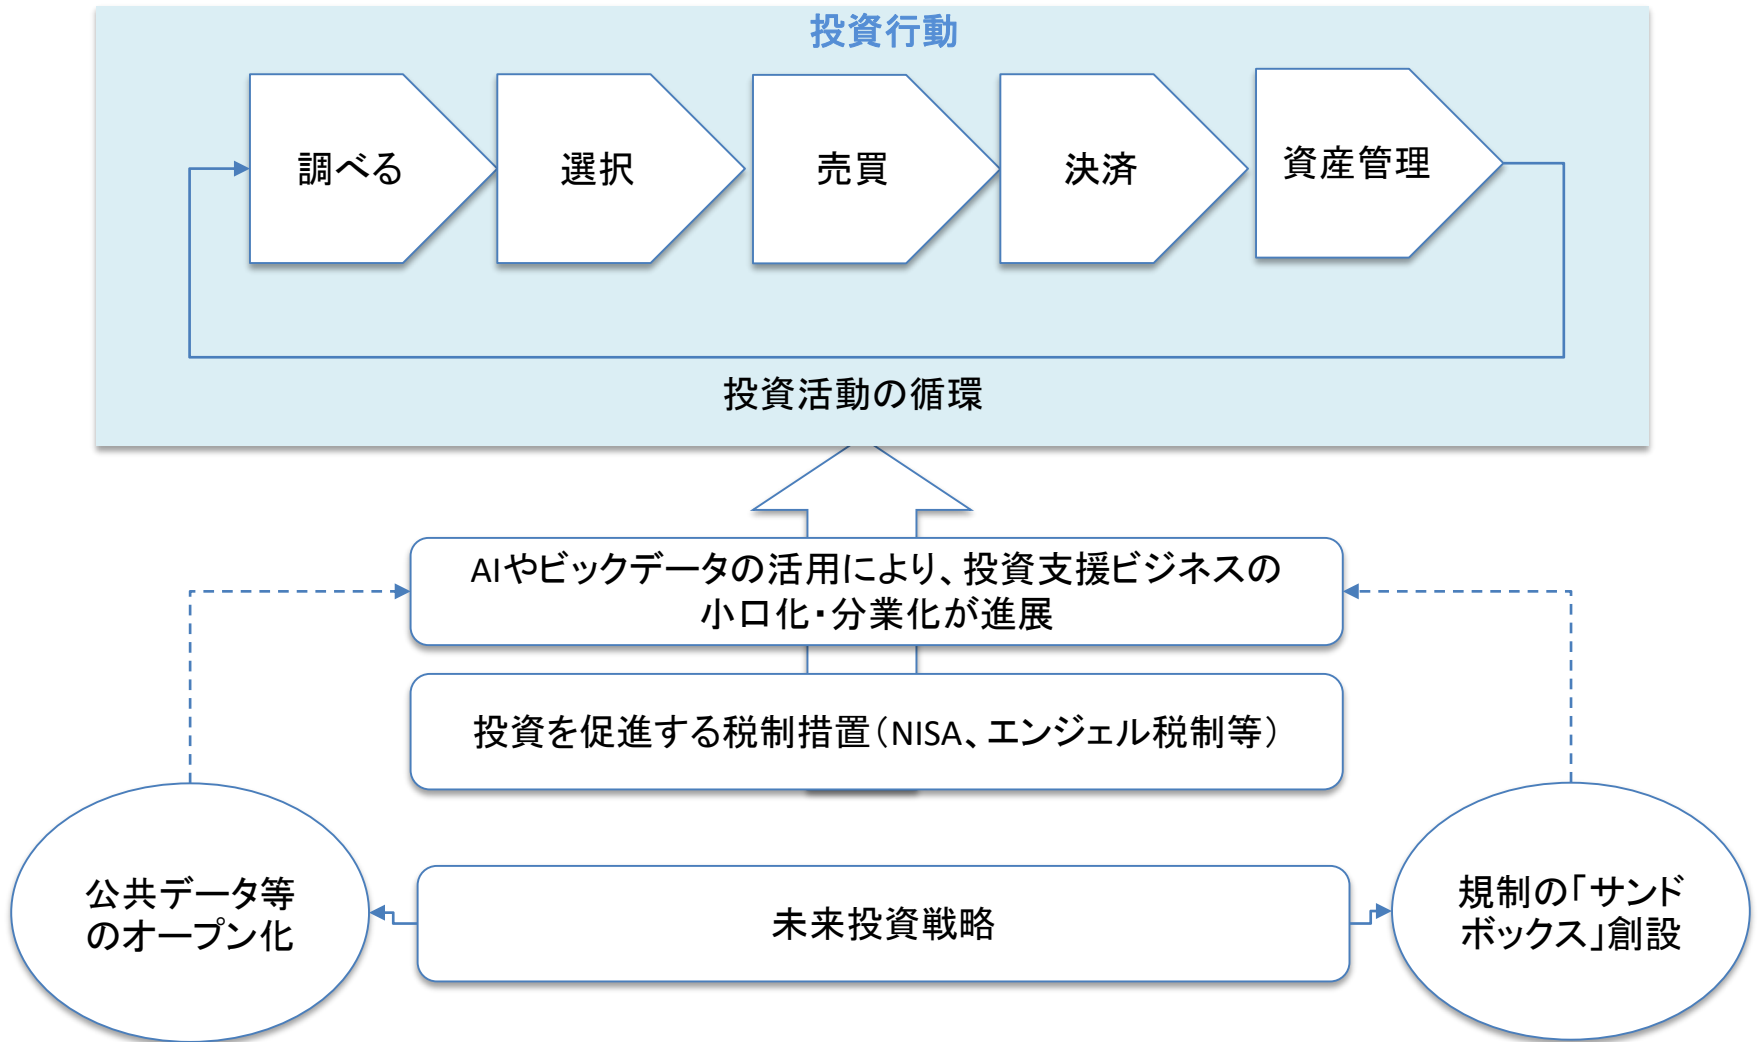 投資行動
調べる
選択
売買
決済
資産管理
投資活動の循環
AIやビックデータの活用により、投資支援ビジネスの
小口化・分業化が進展
投資を促進する税制措置(NISA、エンジェル税制等)
公共データ等
のオープン化
未来投資戦略
規制の「サンド
ボックス」創設